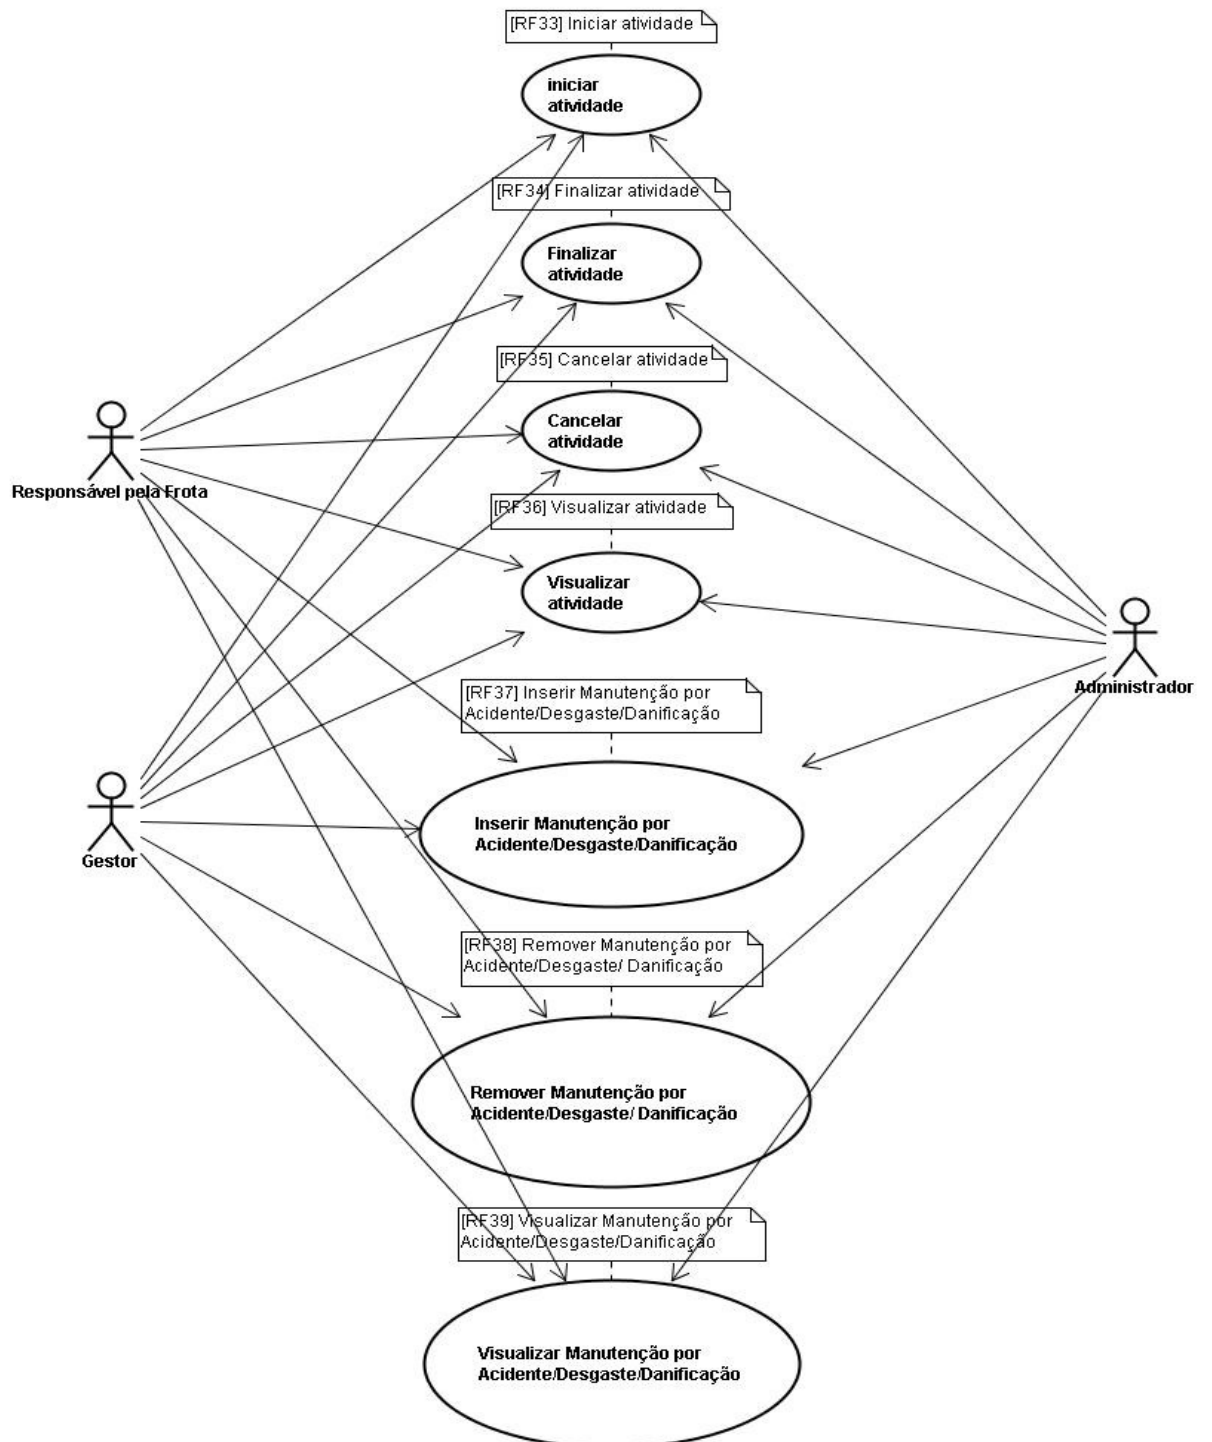 [RF33] Iniciar atividade
iniciar
atividade
[RF34] Finalizar atividade
Finalizar
atividade
[RF35] Cancelar atividade
Cancelar
atividade
Responsável pela Frota
[RF36] Visualizar atividade
Visualizar
atividade
Administrador
[RF37] Inserir Manutenção por
Acidente/Desgaste/Danificação
Inserir Manutenção por
Acidente/Desgaste/Danificação
Gestor
[RF38] Remover Manutenção por
Acidente/Desgaste/ Danificação
Remover Manutenção por
Acidente/Desgaste/ Danificação
[RF39] Visualizar Manutenção por
Acidente/Desgaste/Danificação
Visualizar Manutenção por
Acidente/Desgaste/Danificação